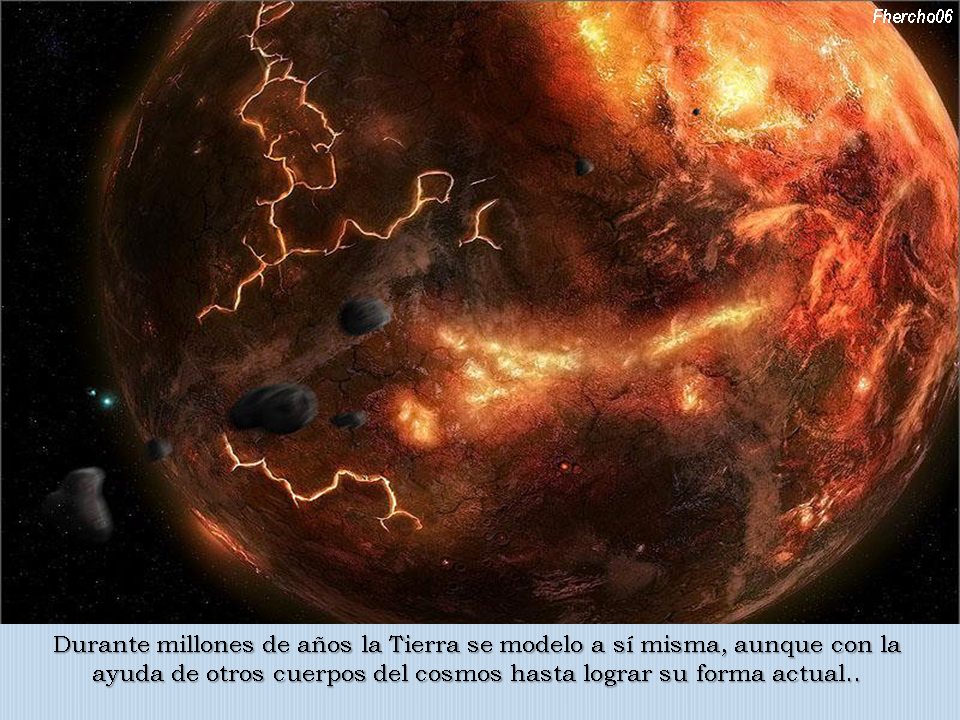 Fhercho06
Durante millones de años la Tierra se modelo a sí misma, aunque con la
ayuda de otros cuerpos del cosmos hasta lograr su forma actual..